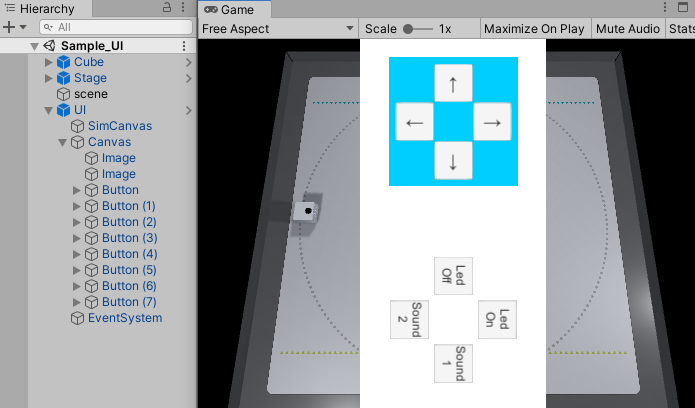 Hierarchy
All
Sample_UI
Cube
Stage
scene
UI
SimCanvas
Canvas
Image
Image
Button
Button (1)
Button (2)
Button (3)
Button (4)
Button (5)
Button (6)
Button (7)
EventSystem
Game
Free Aspect
Scale
1x
Maximize On Play
Mute Audio
Stats
↑
←
→
↓
Led
Off
Sound
2
Led
On
Sound
1